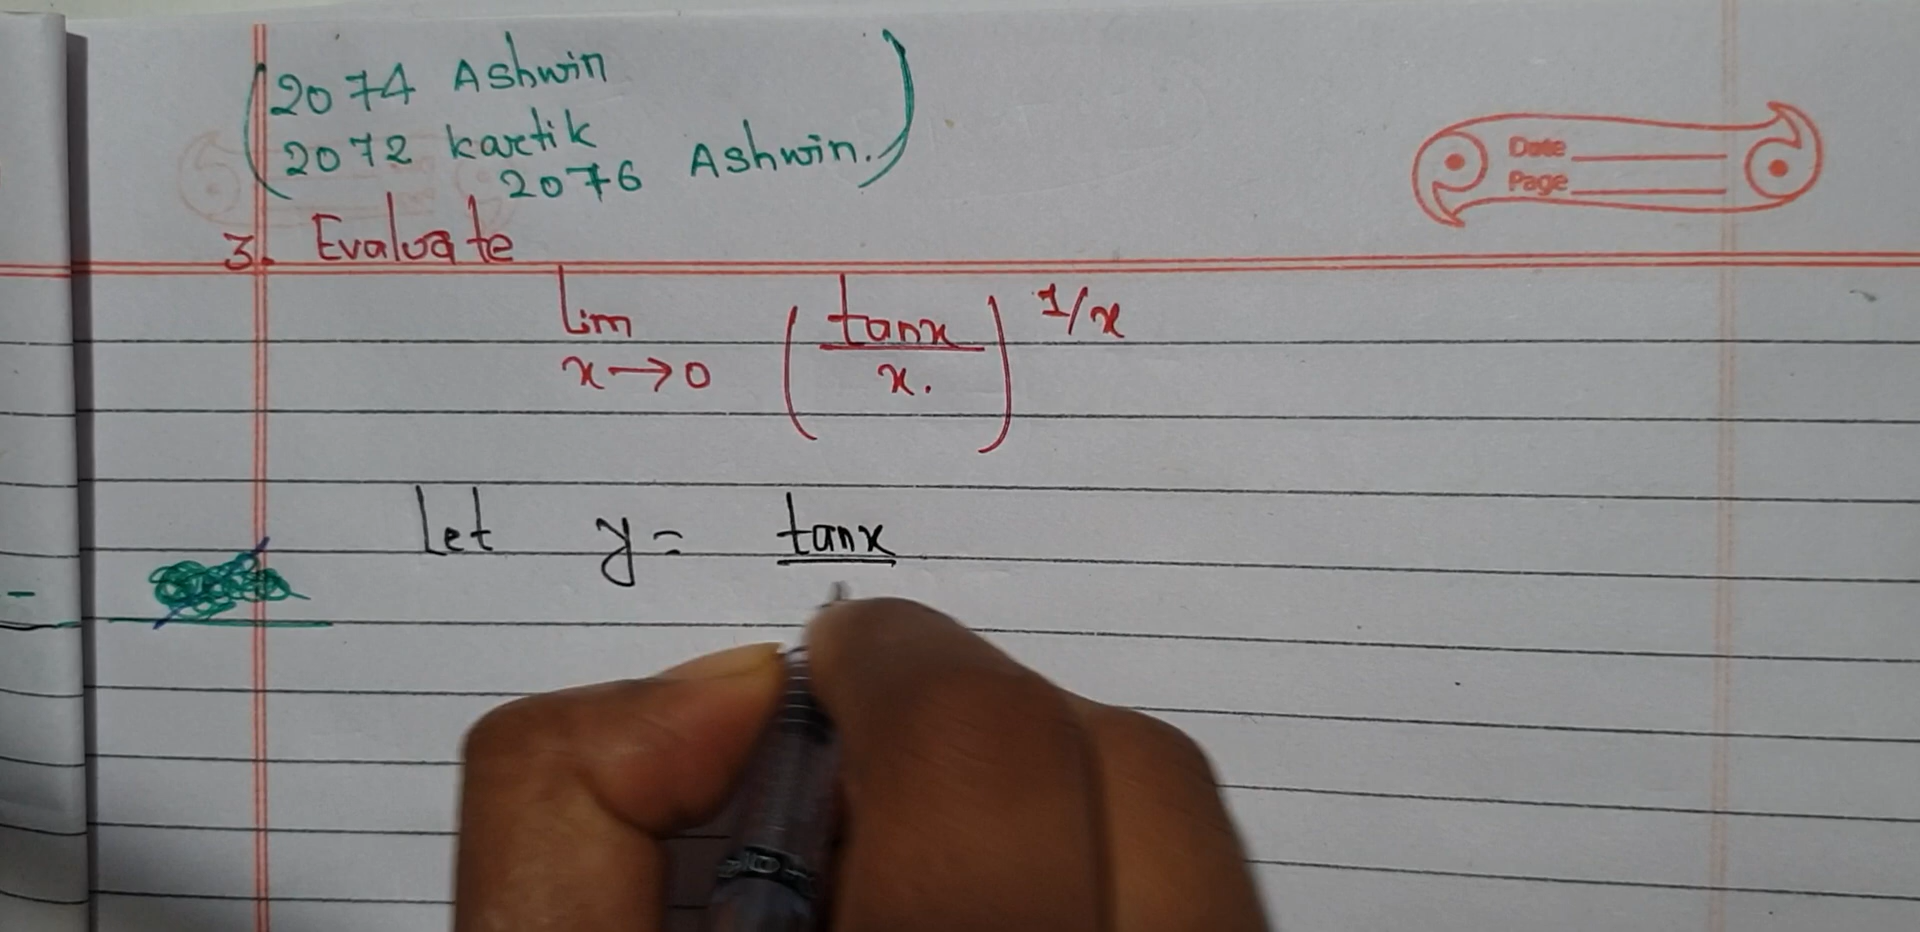 (2074 Ashwin
2072 kartik
2076 Ashwin.)
Date
Page
3. Evaluate
lim x→0 (tanx/x.)^1/x
Let y = tanx